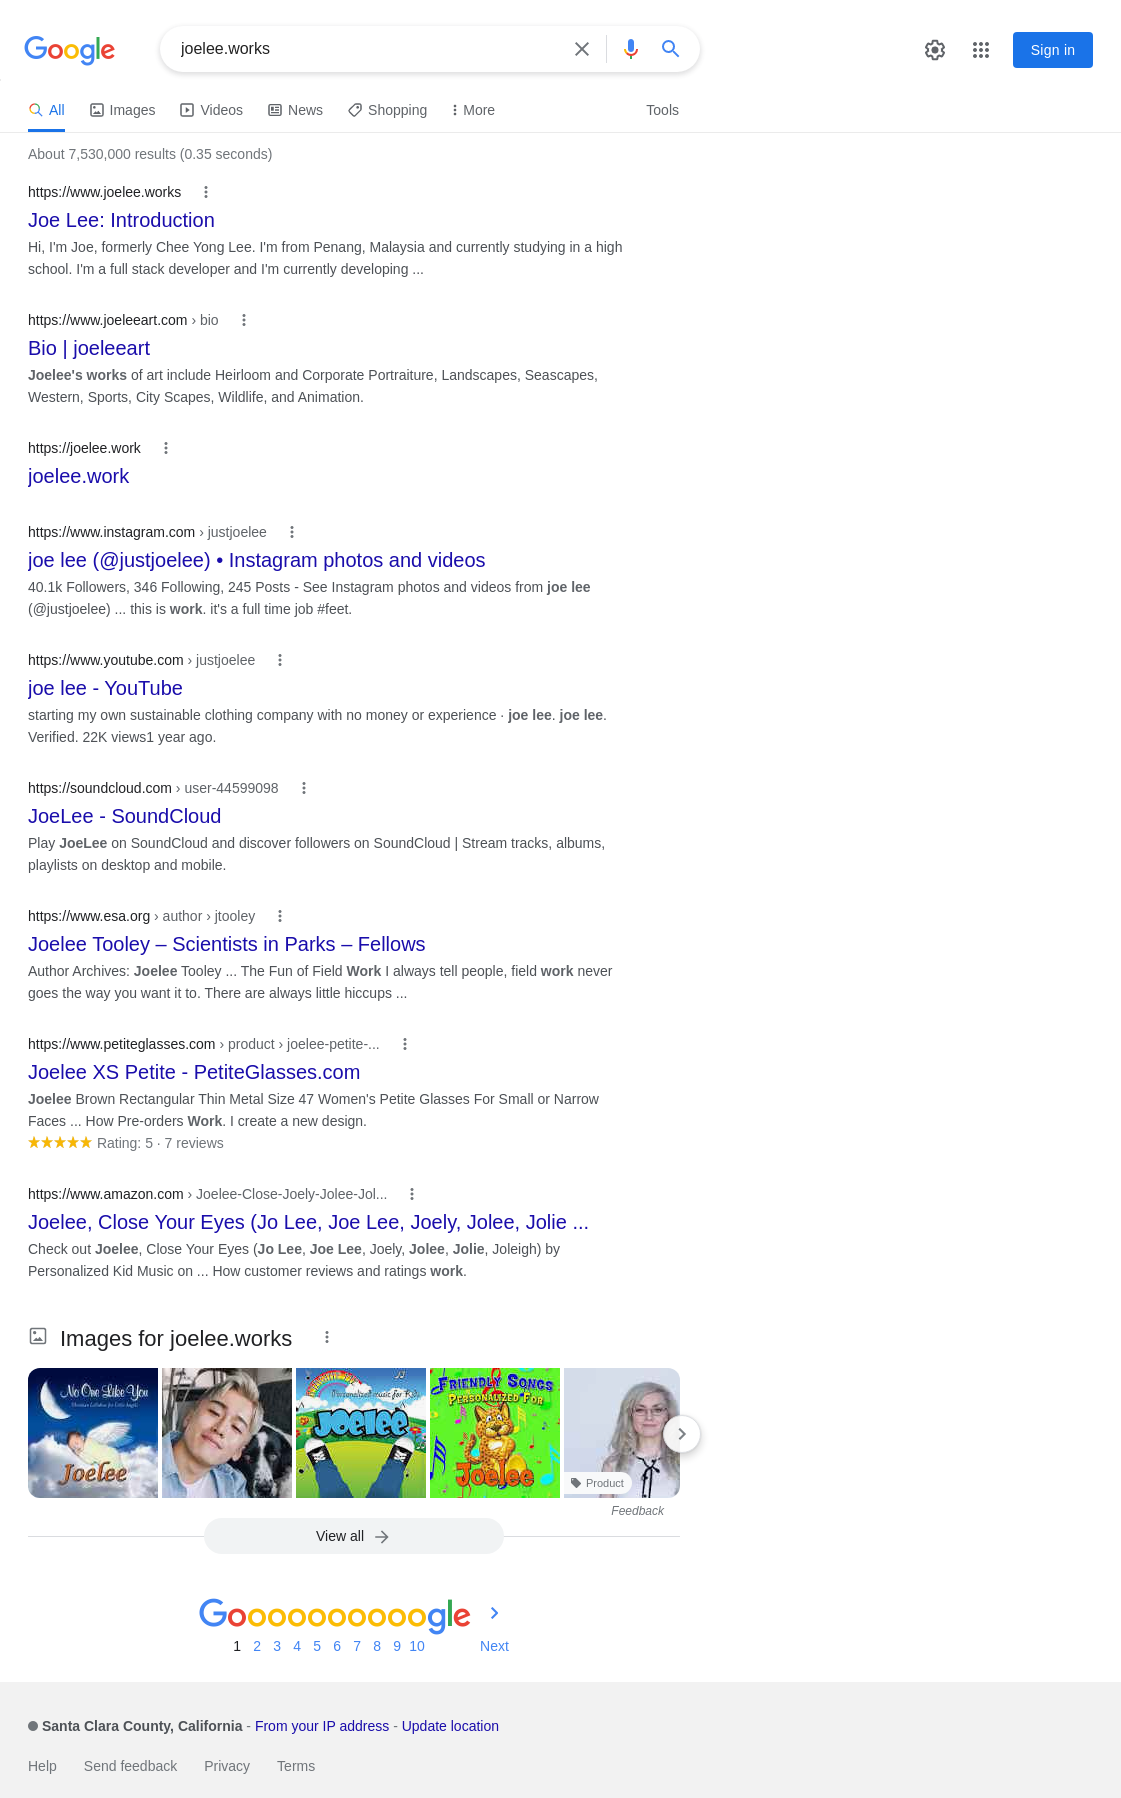 Google
joelee.works
Sign in
All
Images
Videos
News
Shopping
More
Tools
About 7,530,000 results (0.35 seconds)
https://www.joelee.works
Joe Lee: Introduction
Hi, I'm Joe, formerly Chee Yong Lee. I'm from Penang, Malaysia and currently studying in a high
school. I'm a full stack developer and I'm currently developing ...
https://www.joeleeart.com › bio
Bio | joeleeart
Joelee's works of art include Heirloom and Corporate Portraiture, Landscapes, Seascapes,
Western, Sports, City Scapes, Wildlife, and Animation.
https://joelee.work
joelee.work
https://www.instagram.com › justjoelee
joe lee (@justjoelee) • Instagram photos and videos
40.1k Followers, 346 Following, 245 Posts - See Instagram photos and videos from joe lee
(@justjoelee) ... this is work. it's a full time job #feet.
https://www.youtube.com › justjoelee
joe lee - YouTube
starting my own sustainable clothing company with no money or experience · joe lee. joe lee.
Verified. 22K views1 year ago.
https://soundcloud.com › user-44599098
JoeLee - SoundCloud
Play JoeLee on SoundCloud and discover followers on SoundCloud | Stream tracks, albums,
playlists on desktop and mobile.
https://www.esa.org › author › jtooley
Joelee Tooley – Scientists in Parks – Fellows
Author Archives: Joelee Tooley ... The Fun of Field Work I always tell people, field work never
goes the way you want it to. There are always little hiccups ...
https://www.petiteglasses.com › product › joelee-petite-...
Joelee XS Petite - PetiteGlasses.com
Joelee Brown Rectangular Thin Metal Size 47 Women's Petite Glasses For Small or Narrow
Faces ... How Pre-orders Work. I create a new design.
Rating: 5 · 7 reviews
https://www.amazon.com › Joelee-Close-Joely-Jolee-Jol...
Joelee, Close Your Eyes (Jo Lee, Joe Lee, Joely, Jolee, Jolie ...
Check out Joelee, Close Your Eyes (Jo Lee, Joe Lee, Joely, Jolee, Jolie, Joleigh) by
Personalized Kid Music on ... How customer reviews and ratings work.
Images for joelee.works
No One Like You
Christian Lullabies for Little Angels
Joelee
Personalized music for Kids
Joelee
FRIENDLY SONGS
PERSONALIZED FOR
Joelee
Product
Feedback
View all
Goooooooooogle
1 2 3 4 5 6 7 8 9 10 Next
Santa Clara County, California - From your IP address - Update location
Help Send feedback Privacy Terms